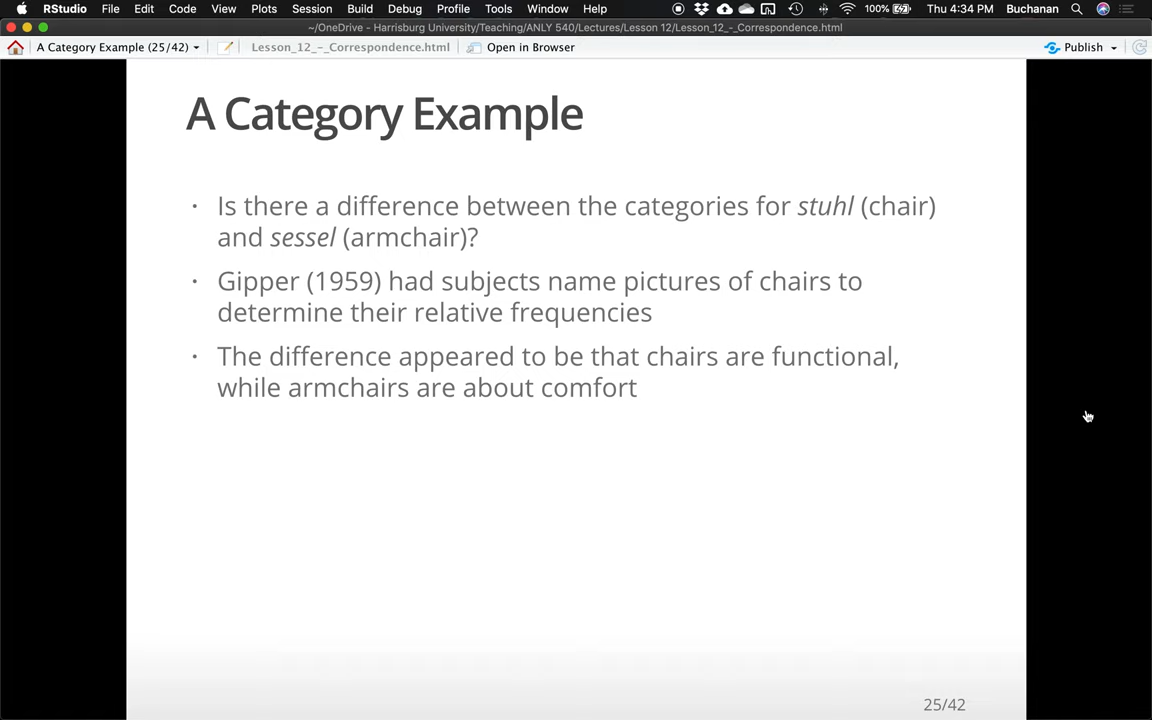 RStudio File Edit Code View Plots Session Build Debug Profile Tools Window Help 100% Thu 4:34 PM Buchanan
~/OneDrive - Harrisburg University/Teaching/ANLY 540/Lectures/Lesson 12/Lesson_12_-_Correspondence.html
A Category Example (25/42) Lesson_12_-_Correspondence.html Open in Browser Publish
A Category Example
· Is there a difference between the categories for stuhl (chair)
and sessel (armchair)?
· Gipper (1959) had subjects name pictures of chairs to
determine their relative frequencies
· The difference appeared to be that chairs are functional,
while armchairs are about comfort
25/42